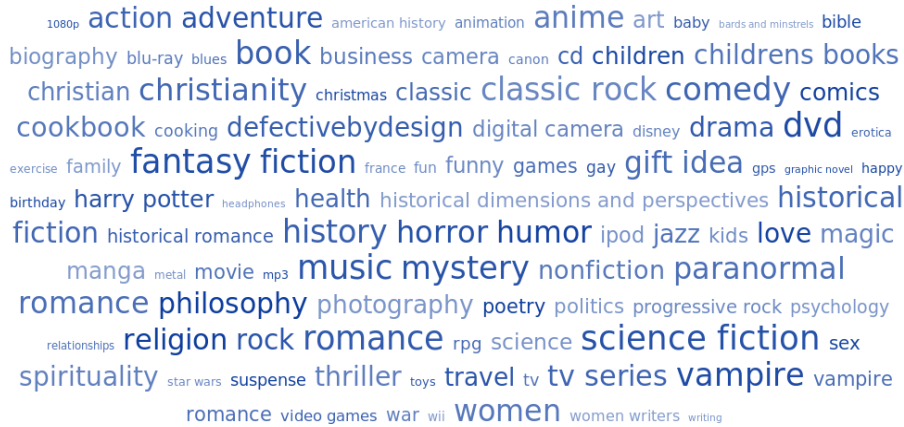 1080p action adventure american history animation anime art baby bards and minstrels bible
biography blu-ray blues book business camera canon cd children childrens books
christian christianity christmas classic classic rock comedy comics
cookbook cooking defectivebydesign digital camera disney drama dvd erotica
exercise family fantasy fiction france fun funny games gay gift idea gps graphic novel happy
birthday harry potter headphones health historical dimensions and perspectives historical
fiction historical romance history horror humor ipod jazz kids love magic
manga metal movie mp3 music mystery nonfiction paranormal
romance philosophy photography poetry politics progressive rock psychology
relationships religion rock romance rpg science science fiction sex
spirituality star wars suspense thriller toys travel tv tv series vampire vampire
romance video games war wii women women writers writing